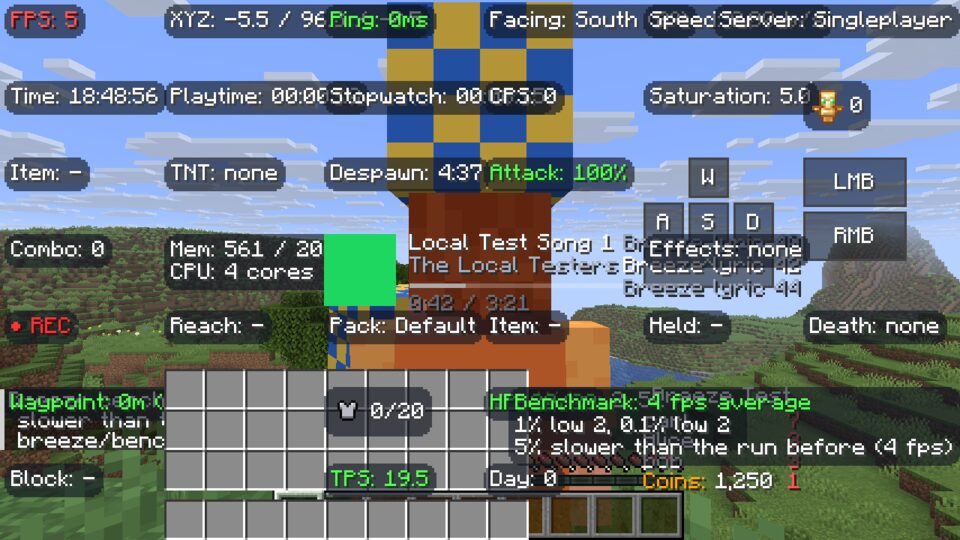 FPS: 5
XYZ: -5.5 / 96
Ping: 0ms
Facing: South
Speed
Server: Singleplayer
Time: 18:48:56
Playtime: 00:00
Stopwatch: 00:
CPS: 0
Saturation: 5.0
0
Item: -
TNT: none
Despawn: 4:37
Attack: 100%
W
LMB
A S D
RMB
Combo: 0
Mem: 561 / 20
CPU: 4 cores
Local Test Song 1
The Local Testers
0:42 / 3:21
Effects: none
Breeze lyric 42
Breeze lyric 44
REC
Reach: -
Pack: Default
Item: -
Held: -
Death: none
Waypoint: 0m
slower than
breeze/benc
0/20
Benchmark: 4 fps average
1% low 2, 0.1% low 2
5% slower than the run before (4 fps)
Block: -
TPS: 19.5
Day: 0
Coins: 1,250
1